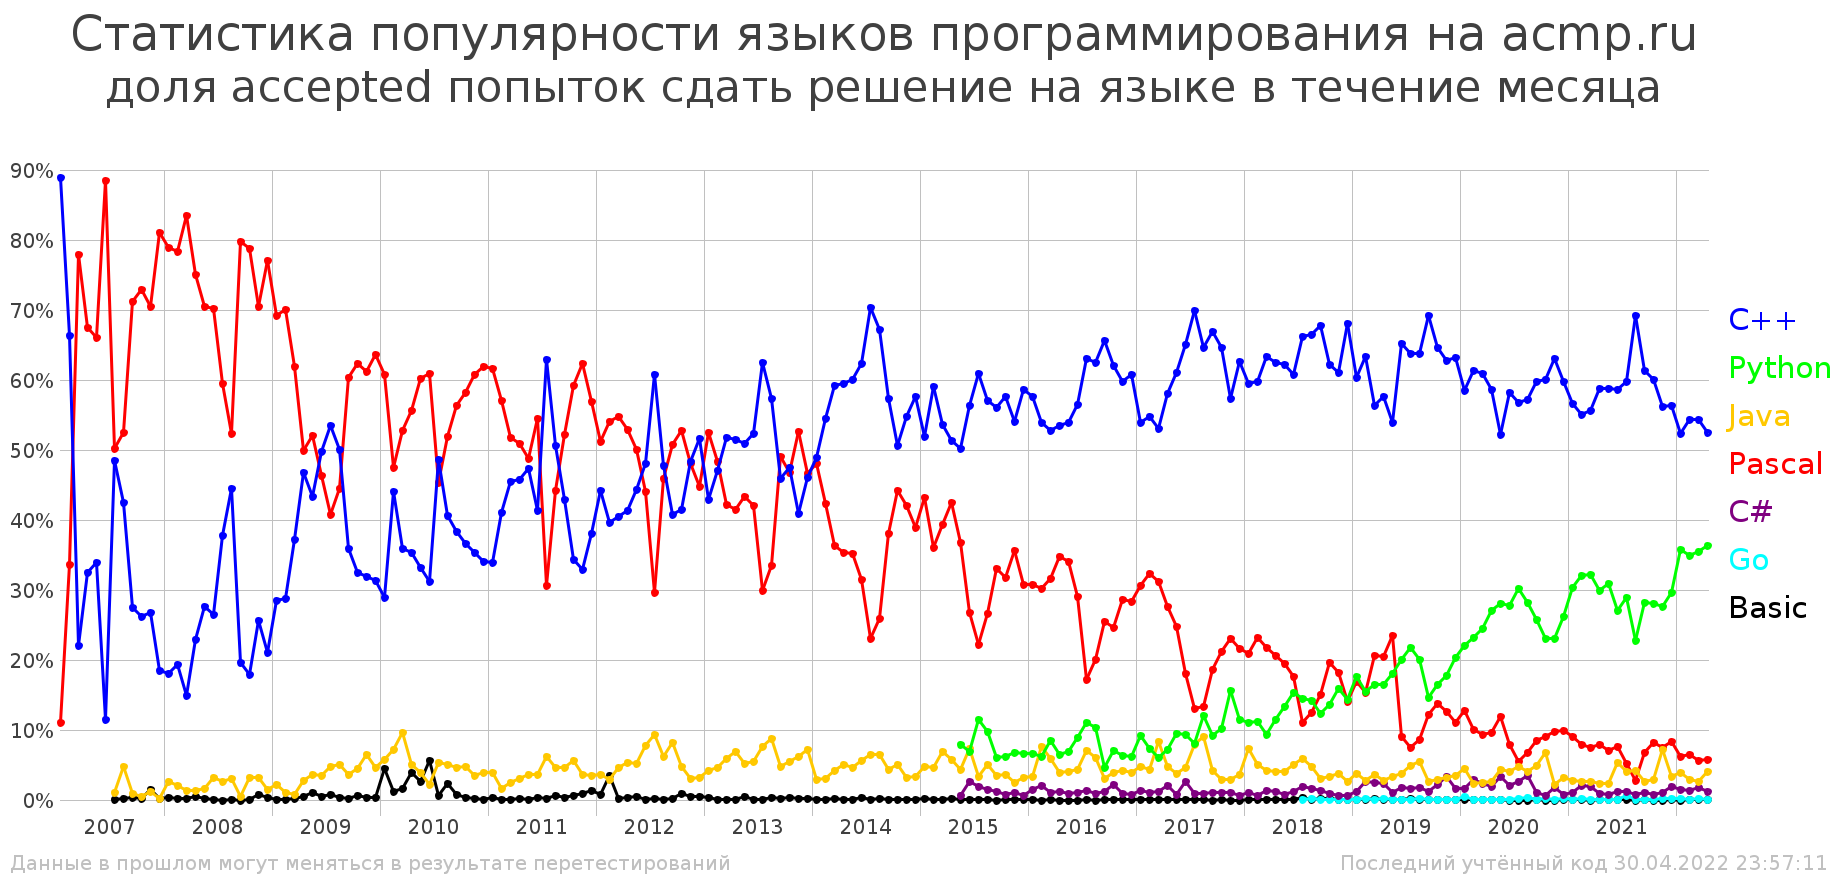 Статистика популярности языков программирования на acmp.ru
доля accepted попыток сдать решение на языке в течение месяца
90%
80%
70%
60%
50%
40%
30%
20%
10%
0%
2007 2008 2009 2010 2011 2012 2013 2014 2015 2016 2017 2018 2019 2020 2021
C++
Python
Java
Pascal
C#
Go
Basic
Данные в прошлом могут меняться в результате перетестирований
Последний учтённый код 30.04.2022 23:57:11